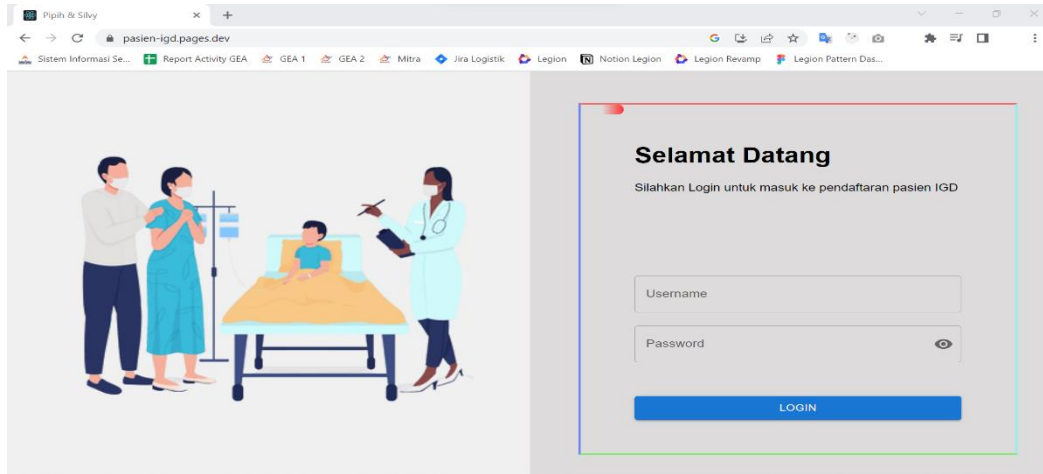 Pipih & Silvy
pasien-igd.pages.dev
Sistem Informasi Se... Report Activity GEA GEA 1 GEA 2 Mitra Jira Logistik Legion Notion Legion Legion Revamp Legion Pattern Das...
Selamat Datang
Silahkan Login untuk masuk ke pendaftaran pasien IGD
Username
Password
LOGIN